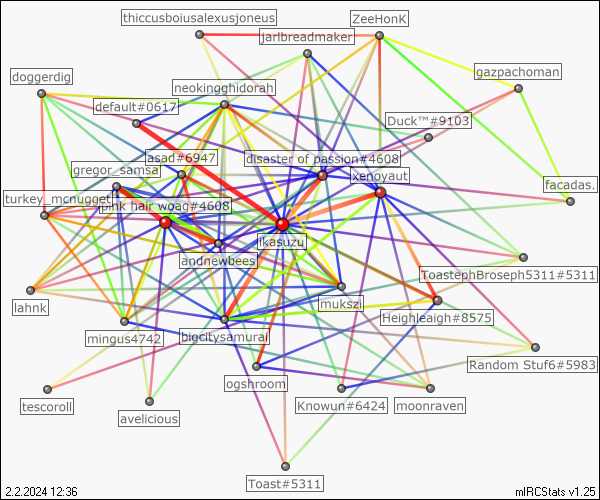 thiccusboiusalexusjoneus
ZeeHonK
jarlbreadmaker
doggerdig
gazpachoman
neokingghidorah
default#0617
Duck™#9103
asad#6947
disaster of passion#4608
gregor_samsa
xenoyaut
facadas.
turkey_mcnugget
pink hair woag#4608
ikasuzu
andnewbees
ToastephBroseph5311#5311
lahnk
mukszi
Heighleaigh#8575
mingus4742
bigcitysamurai
Random Stuf6#5983
ogshroom
tescoroll
avelicious
Knowun#6424
moonraven
Toast#5311
2.2.2024 12:36
mIRCStats v1.25